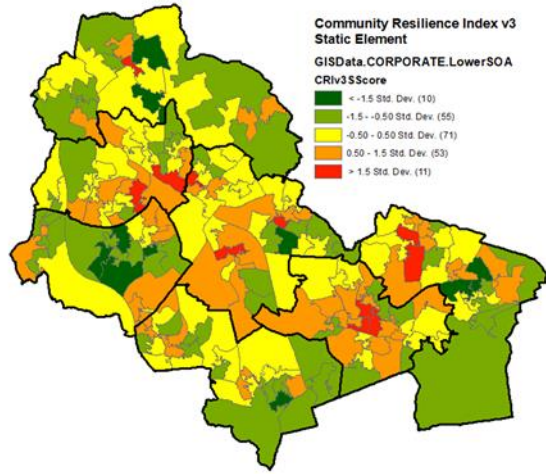 Community Resilience Index v3
Static Element
GISData.CORPORATE.LowerSOA
CRIv3SScore
< -1.5 Std. Dev. (10)
-1.5 - -0.50 Std. Dev. (55)
-0.50 - 0.50 Std. Dev. (71)
0.50 - 1.5 Std. Dev. (53)
> 1.5 Std. Dev. (11)